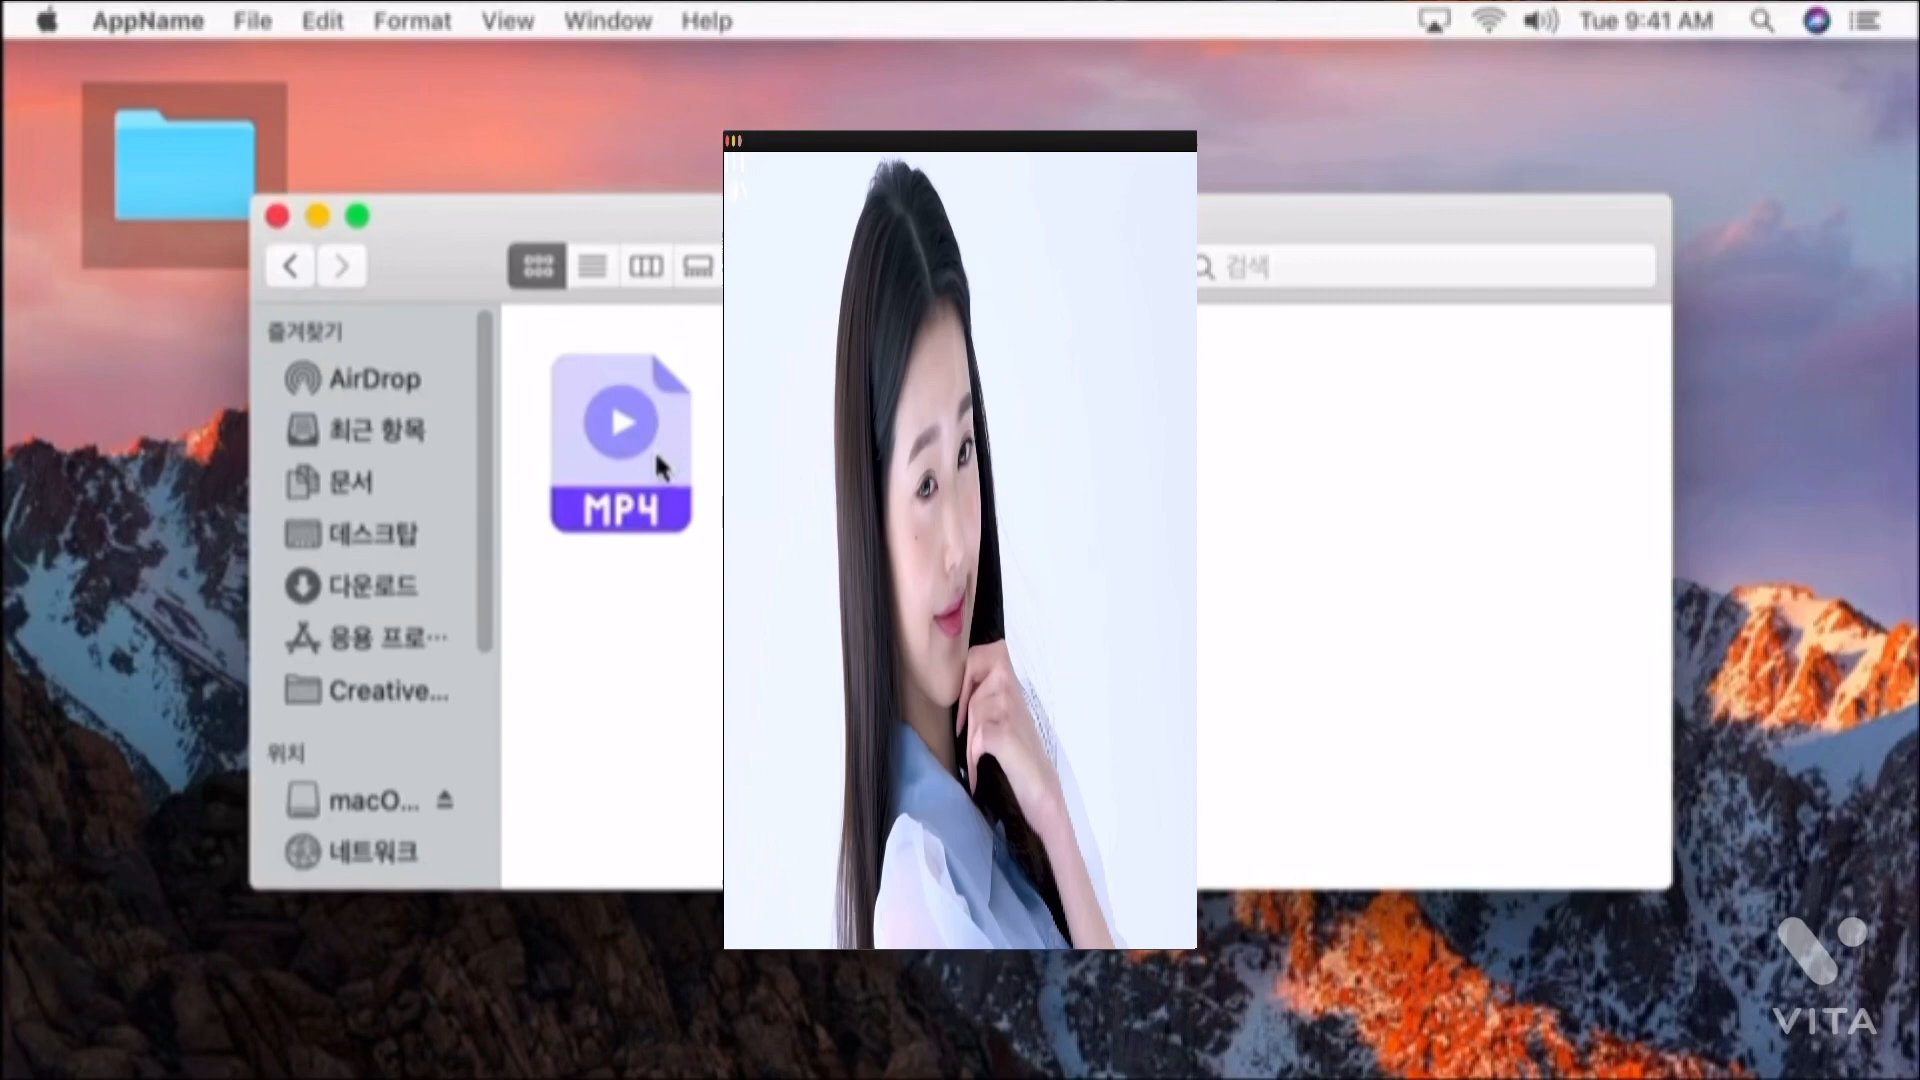 AppName File Edit Format View Window Help Tue 9:41 AM
검색
즐겨찾기
AirDrop
최근 항목
문서
데스크탑
다운로드
응용 프로…
Creative...
위치
macO...
네트워크
MP4
VITA